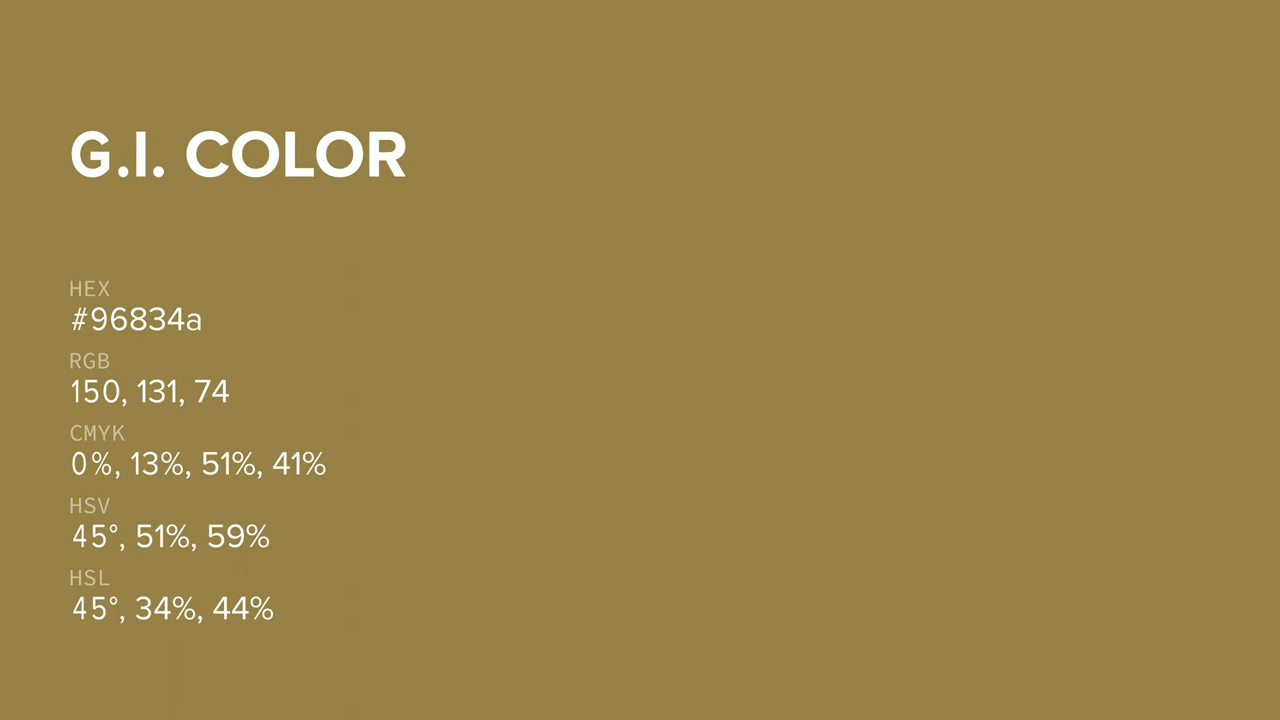 G.I. COLOR
HEX
#96834a
RGB
150, 131, 74
CMYK
0%, 13%, 51%, 41%
HSV
45°, 51%, 59%
HSL
45°, 34%, 44%